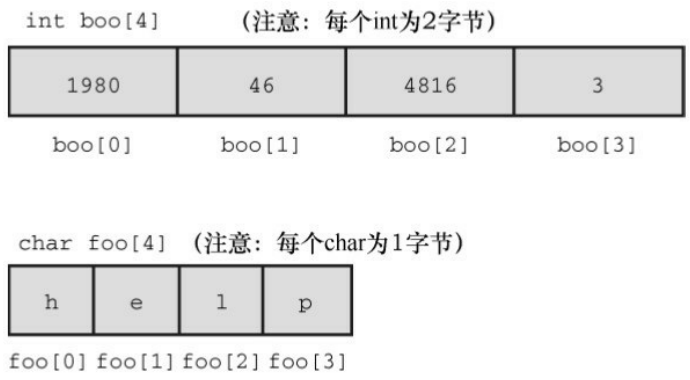 int boo[4] (注意：每个int为2字节)
1980 46 4816 3
boo[0] boo[1] boo[2] boo[3]
char foo[4] (注意：每个char为1字节)
h e l p
foo[0] foo[1] foo[2] foo[3]